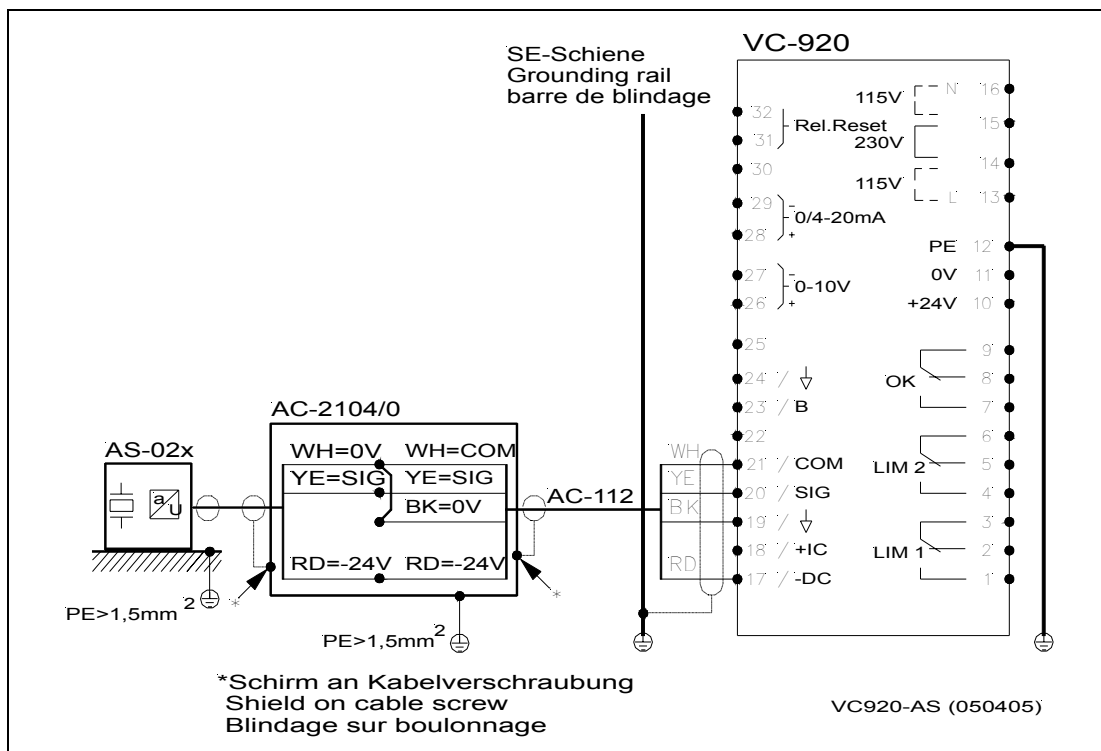 VC-920
SE-Schiene
Grounding rail
barre de blindage
32
31
Rel.Reset
30
29
28
-
+
0/4-20mA
27
26
-
+
0-10V
25
24 /
23 / B
22
21 / COM
20 / SIG
19 /
18 / +IC
17 / -DC
115V N 16
230V 15
14
115V L 13
PE 12
0V 11
+24V 10
9
OK 8
7
6
LIM 2 5
4
3
LIM 1 2
1
AC-2104/0
WH=0V WH=COM
YE=SIG YE=SIG
BK=0V
RD=-24V RD=-24V
AS-02x
a/U
AC-112
WH
YE
BK
RD
*
*
PE>1,5mm²
PE>1,5mm²
*Schirm an Kabelverschraubung
Shield on cable screw
Blindage sur boulonnage
VC920-AS (050405)